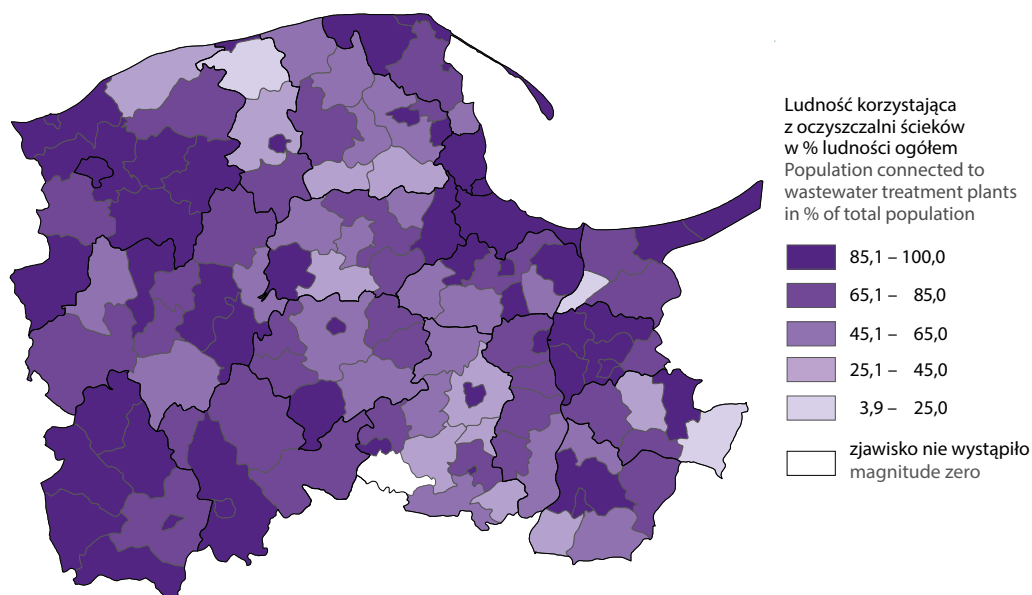 Ludność korzystająca
z oczyszczalni ścieków
w % ludności ogółem
Population connected to
wastewater treatment plants
in % of total population
85,1 – 100,0
65,1 – 85,0
45,1 – 65,0
25,1 – 45,0
3,9 – 25,0
zjawisko nie wystąpiło
magnitude zero